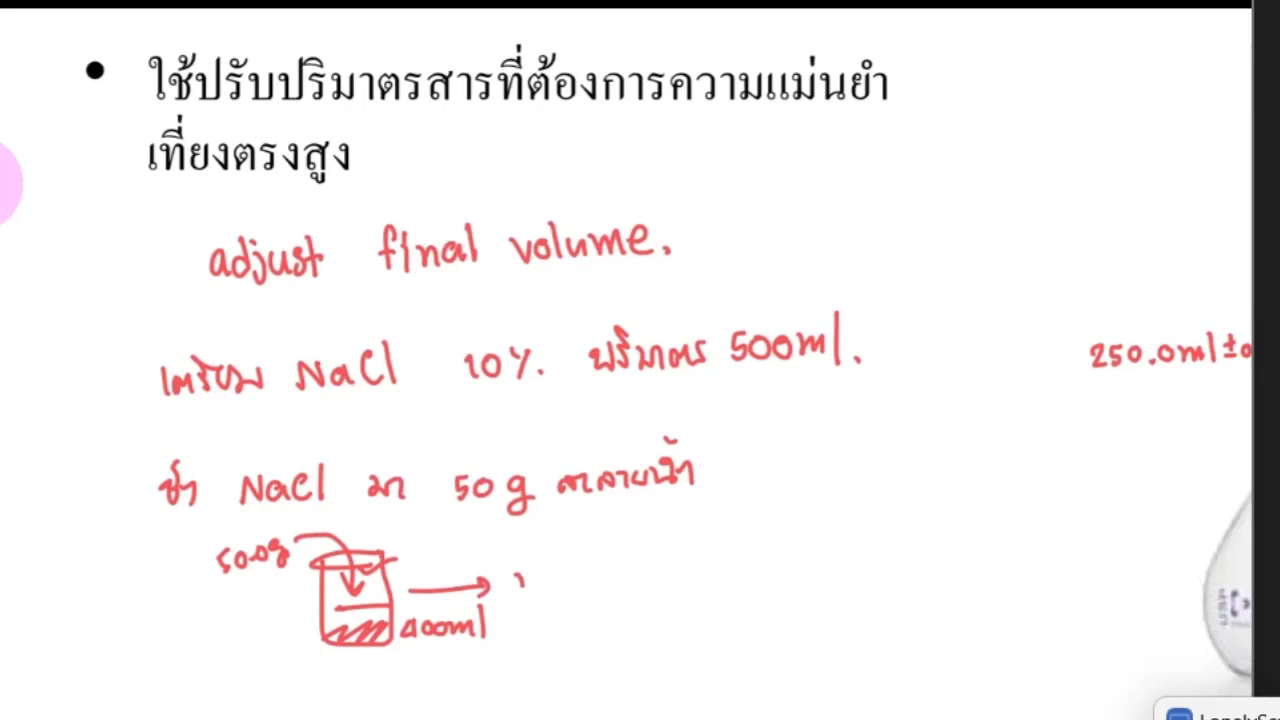 • ใช้ปรับปริมาตรสารที่ต้องการความแม่นยำ
เที่ยงตรงสูง
adjust final volume.
เตรียม NaCl 10%. ปริมาตร 500ml.
250.0ml ±0
ชั่ง NaCl มา 50 g ละลายน้ำ
50.0g
400ml